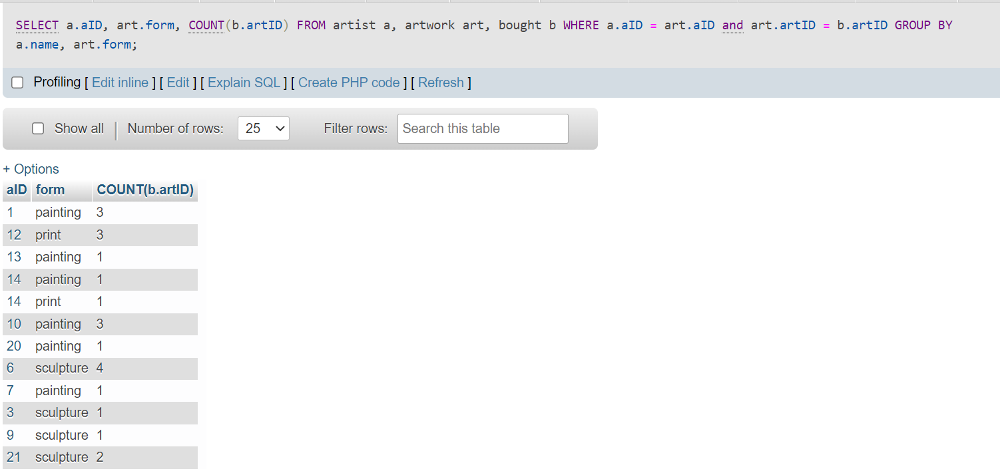 SELECT a.aID, art.form, COUNT(b.artID) FROM artist a, artwork art, bought b WHERE a.aID = art.aID and art.artID = b.artID GROUP BY
a.name, art.form;
Profiling [ Edit inline ] [ Edit ] [ Explain SQL ] [ Create PHP code ] [ Refresh ]
Show all | Number of rows: 25 Filter rows: Search this table
+ Options
aID form COUNT(b.artID)
1 painting 3
12 print 3
13 painting 1
14 painting 1
14 print 1
10 painting 3
20 painting 1
6 sculpture 4
7 painting 1
3 sculpture 1
9 sculpture 1
21 sculpture 2